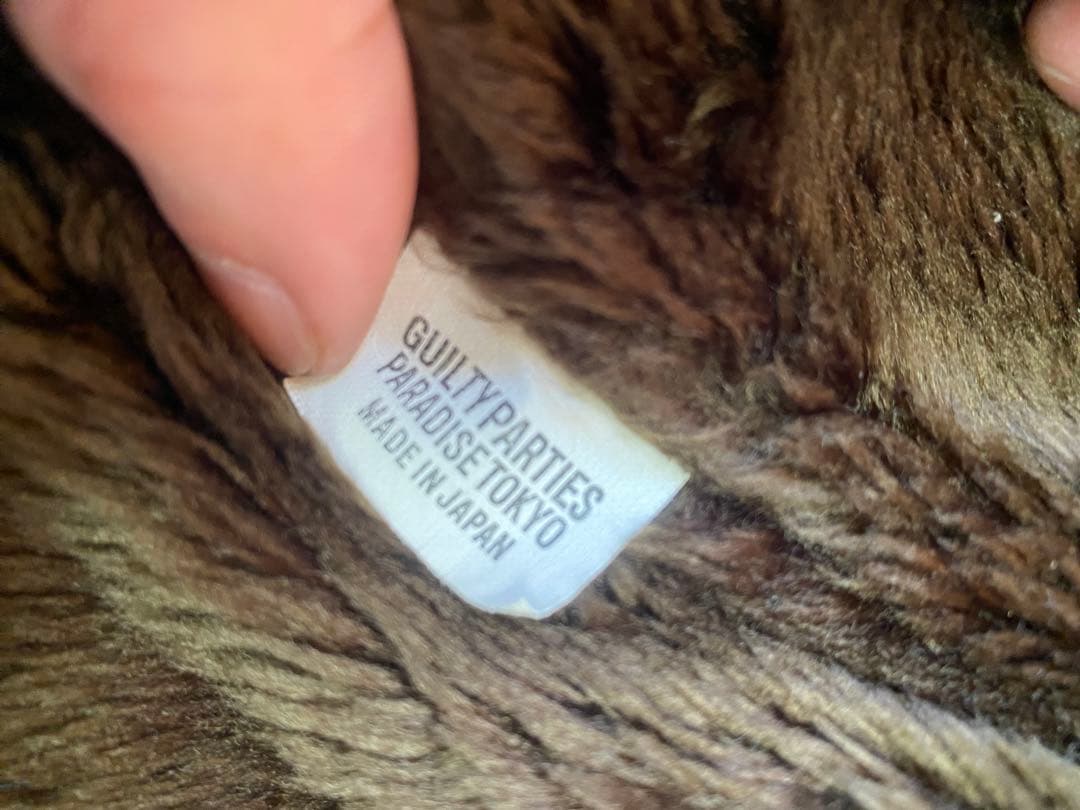 GUILTY PARTIES
PARADISE TOKYO
MADE IN JAPAN